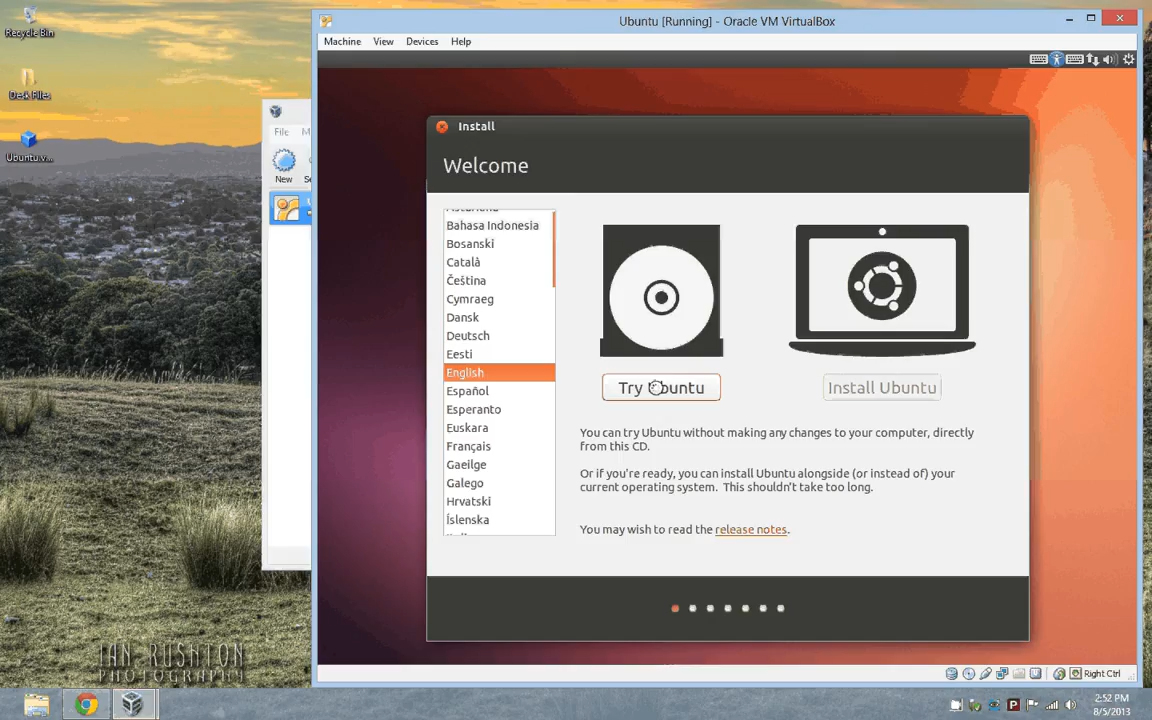 Recycle Bin
Desk Files
Ubuntu.v...
File
New
Ubuntu [Running] - Oracle VM VirtualBox
Machine View Devices Help
Install
Welcome
Bahasa Indonesia
Bosanski
Català
Čeština
Cymraeg
Dansk
Deutsch
Eesti
English
Español
Esperanto
Euskara
Français
Gaeilge
Galego
Hrvatski
Íslenska
Try Ubuntu
Install Ubuntu
You can try Ubuntu without making any changes to your computer, directly
from this CD.
Or if you're ready, you can install Ubuntu alongside (or instead of) your
current operating system. This shouldn't take too long.
You may wish to read the release notes.
Right Ctrl
IAN RUSHTON
PHOTOGRAPHY
2:52 PM
8/5/2013